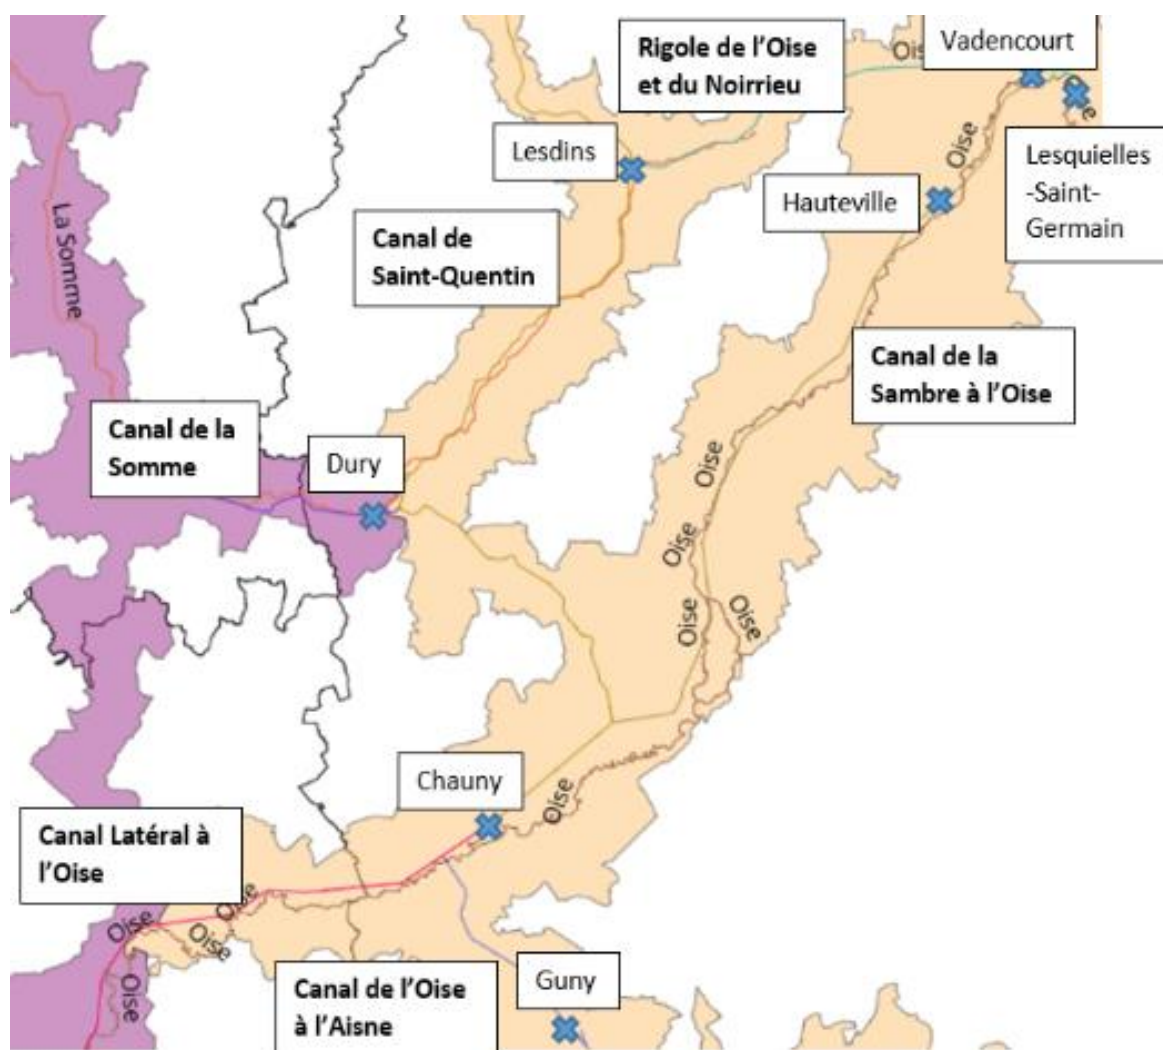 Rigole de l'Oise
et du Noirrieu
Vadencourt
Lesdins
Oise
Lesquielles
-Saint-
Germain
Hauteville
La Somme
Canal de
Saint-Quentin
Canal de la
Sambre à l'Oise
Canal de la
Somme
Dury
Oise
Oise
Oise
Oise
Chauny
Oise
Canal Latéral à
l'Oise
Oise
Oise
Oise
Oise
Canal de l'Oise
à l'Aisne
Guny